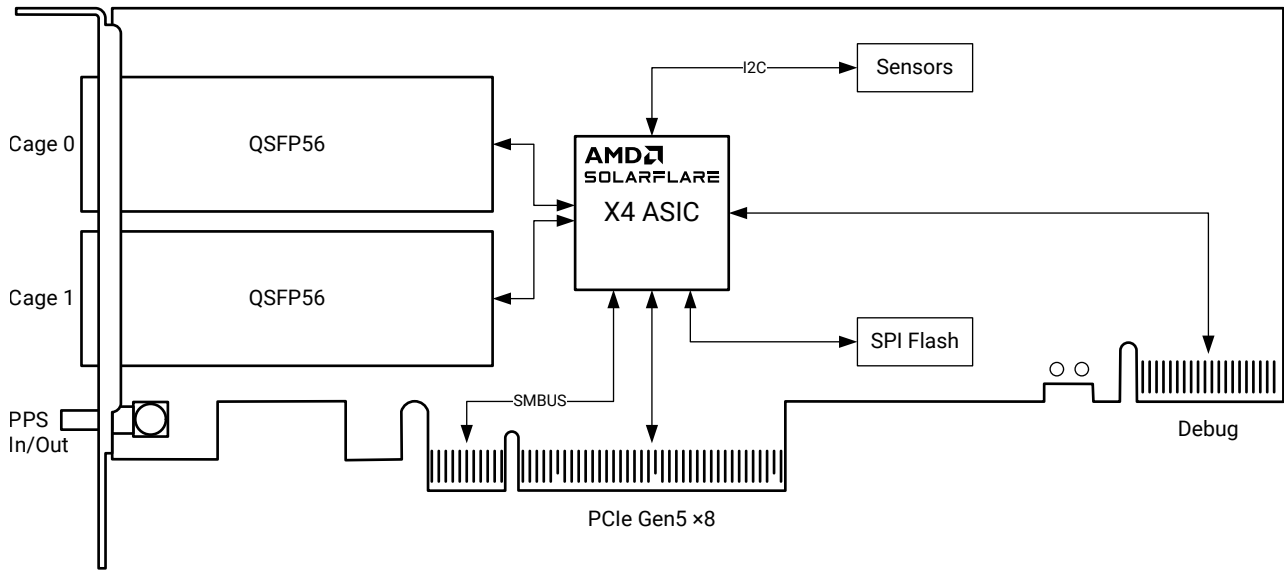 I2C
Sensors
Cage 0
QSFP56
AMD
SOLARFLARE
X4 ASIC
Cage 1
QSFP56
SPI Flash
SMBUS
PPS
In/Out
Debug
PCIe Gen5 ×8